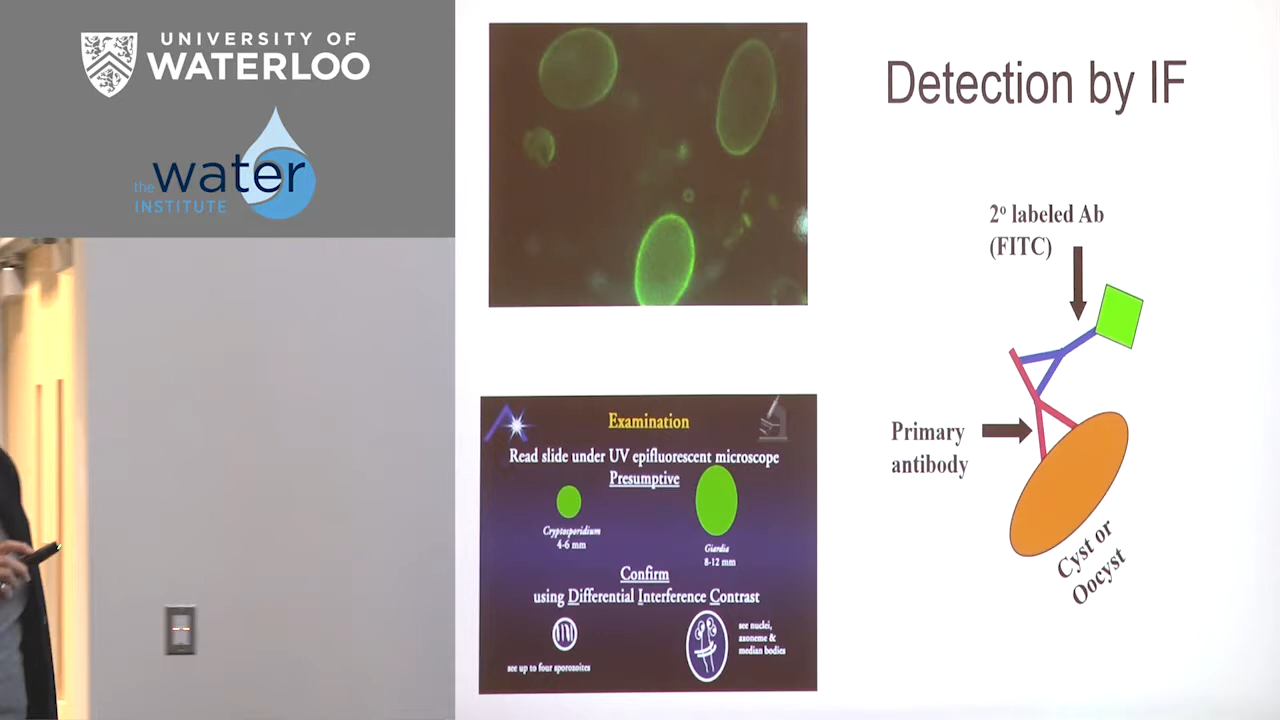 UNIVERSITY OF
WATERLOO
the water
INSTITUTE
Detection by IF
2º labeled Ab
(FITC)
Primary
antibody
Cyst or
Oocyst
Examination
Read slide under UV epifluorescent microscope
Presumptive
Cryptosporidium
4-6 mm
Giardia
8-12 mm
Confirm
using Differential Interference Contrast
see up to four sporozoites
see nuclei,
axoneme &
median bodies